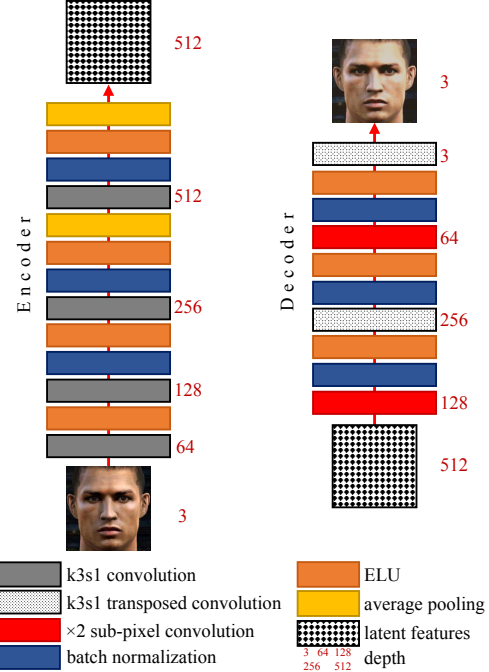 512
512
256
128
64
3
Encoder
3
3
64
256
128
512
Decoder
k3s1 convolution
k3s1 transposed convolution
×2 sub-pixel convolution
batch normalization
ELU
average pooling
latent features
3 64 128
256 512
depth